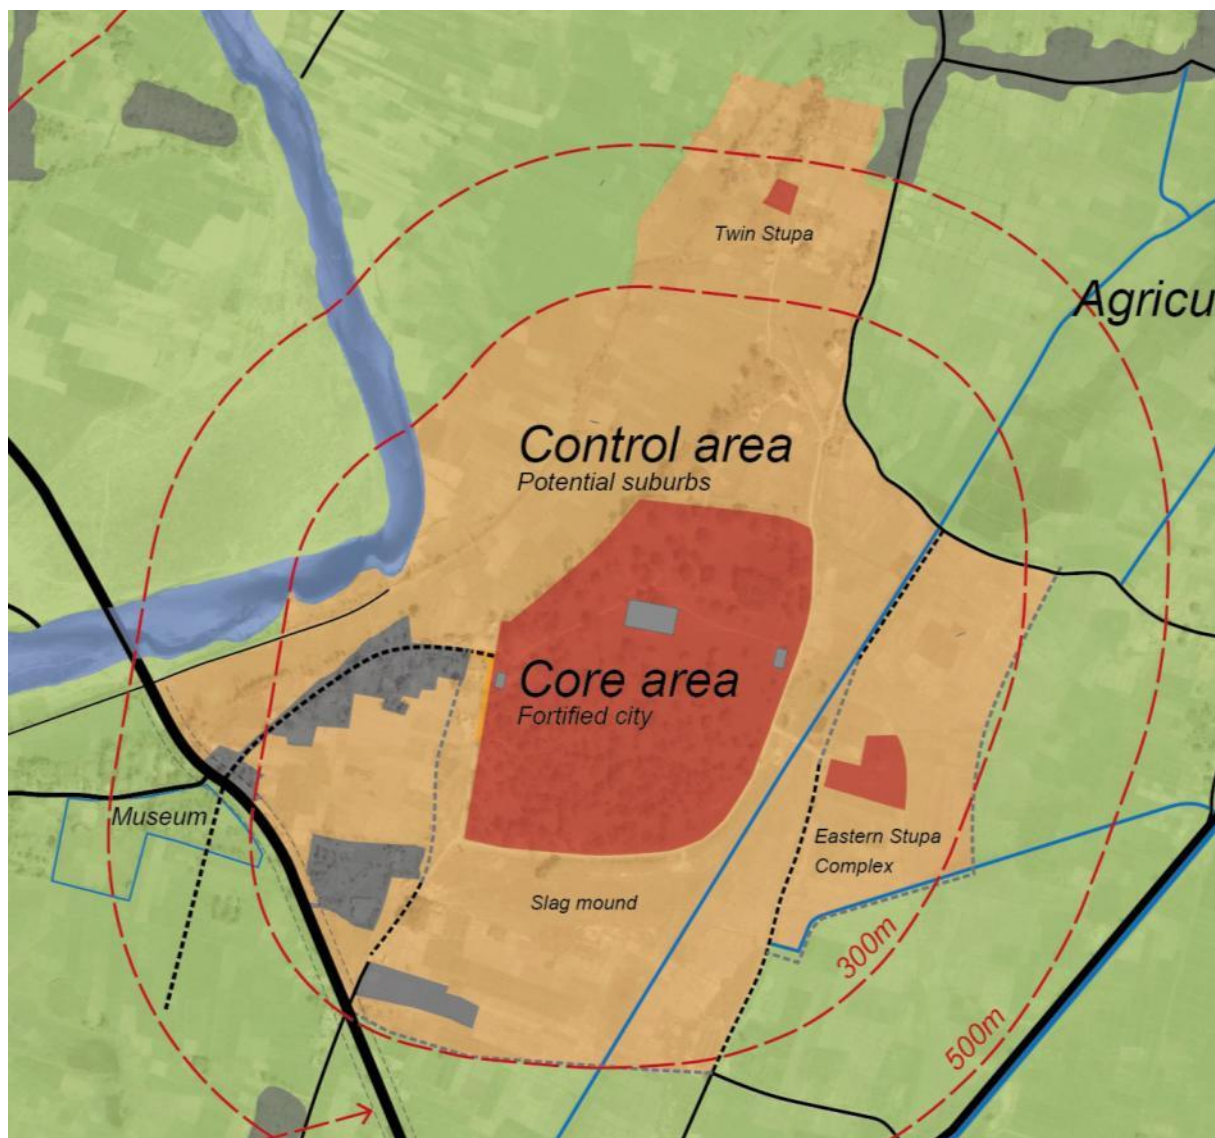 Twin Stupa
Agricu
Control area
Potential suburbs
Core area
Fortified city
Museum
Eastern Stupa
Complex
Slag mound
300m
500m